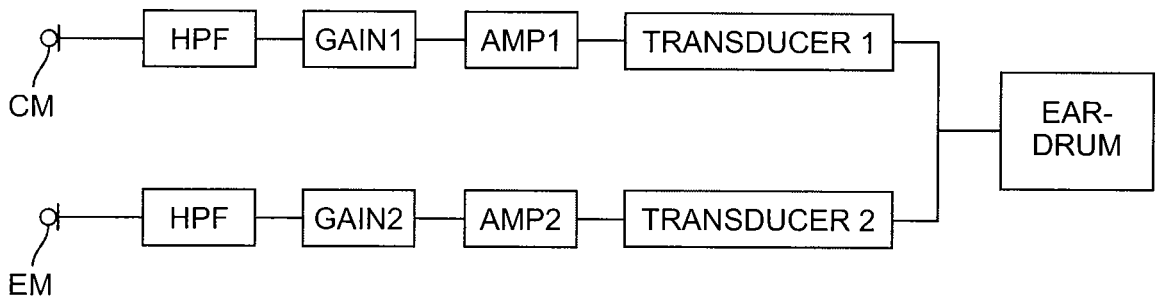 HPF
GAIN1
AMP1
TRANSDUCER 1
CM
EAR-
DRUM
HPF
GAIN2
AMP2
TRANSDUCER 2
EM